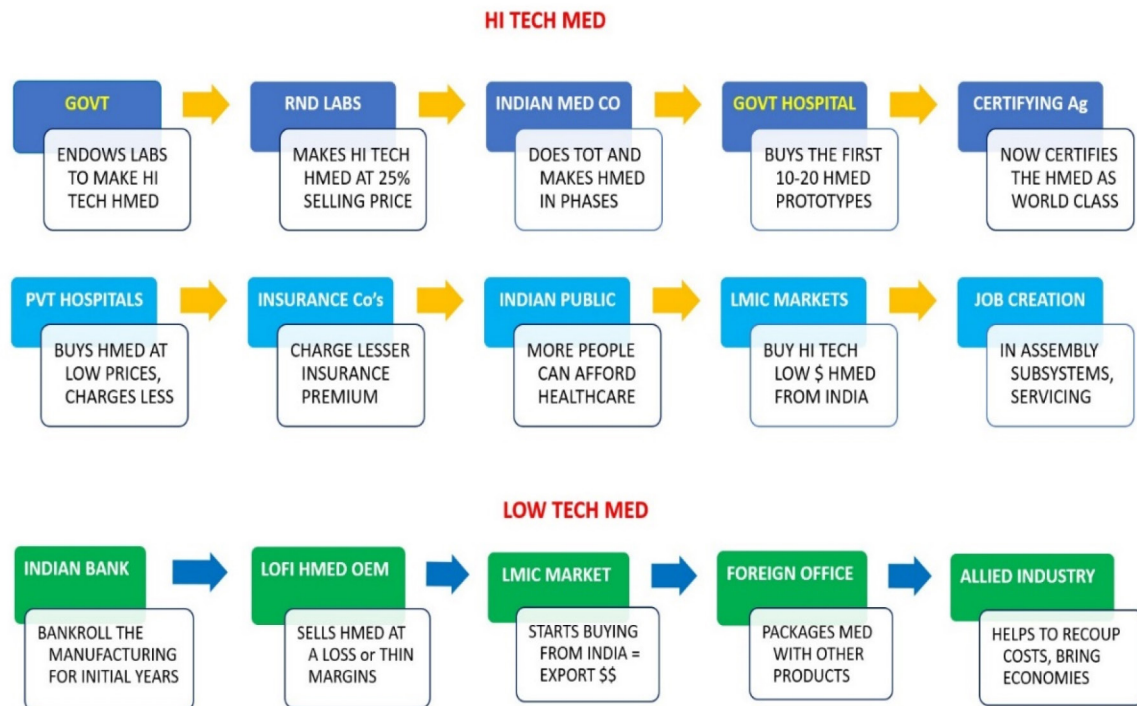 HI TECH MED
GOVT
ENDOWS LABS
TO MAKE HI
TECH HMED
RND LABS
MAKES HI TECH
HMED AT 25%
SELLING PRICE
INDIAN MED CO
DOES TOT AND
MAKES HMED
IN PHASES
GOVT HOSPITAL
BUYS THE FIRST
10-20 HMED
PROTOTYPES
CERTIFYING Ag
NOW CERTIFIES
THE HMED AS
WORLD CLASS
PVT HOSPITALS
BUYS HMED AT
LOW PRICES,
CHARGES LESS
INSURANCE Co's
CHARGE LESSER
INSURANCE
PREMIUM
INDIAN PUBLIC
MORE PEOPLE
CAN AFFORD
HEALTHCARE
LMIC MARKETS
BUY HI TECH
LOW $ HMED
FROM INDIA
JOB CREATION
IN ASSEMBLY
SUBSYSTEMS,
SERVICING
LOW TECH MED
INDIAN BANK
BANKROLL THE
MANUFACTURING
FOR INITIAL YEARS
LOFI HMED OEM
SELLS HMED AT
A LOSS or THIN
MARGINS
LMIC MARKET
STARTS BUYING
FROM INDIA =
EXPORT $$
FOREIGN OFFICE
PACKAGES MED
WITH OTHER
PRODUCTS
ALLIED INDUSTRY
HELPS TO RECOUP
COSTS, BRING
ECONOMIES